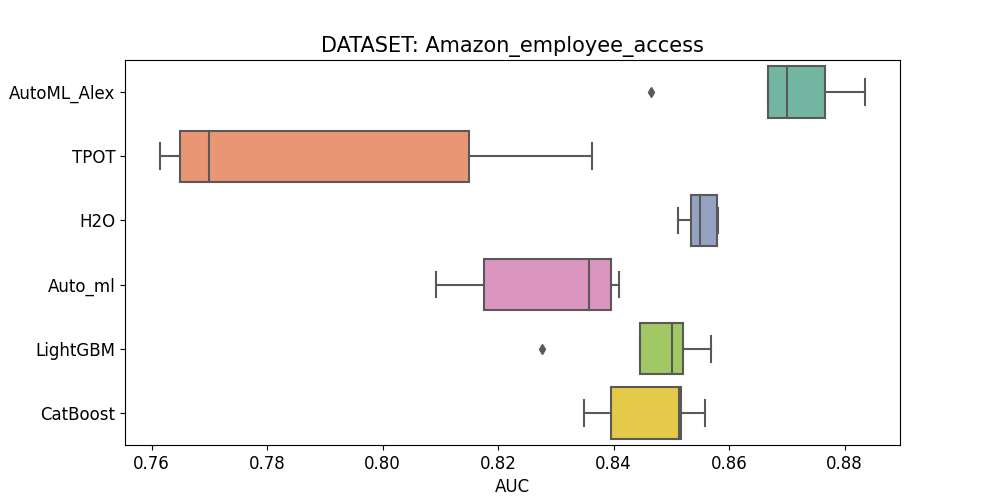 DATASET: Amazon_employee_access
AutoML_Alex
TPOT
H2O
Auto_ml
LightGBM
CatBoost
0.76 0.78 0.80 0.82 0.84 0.86 0.88
AUC